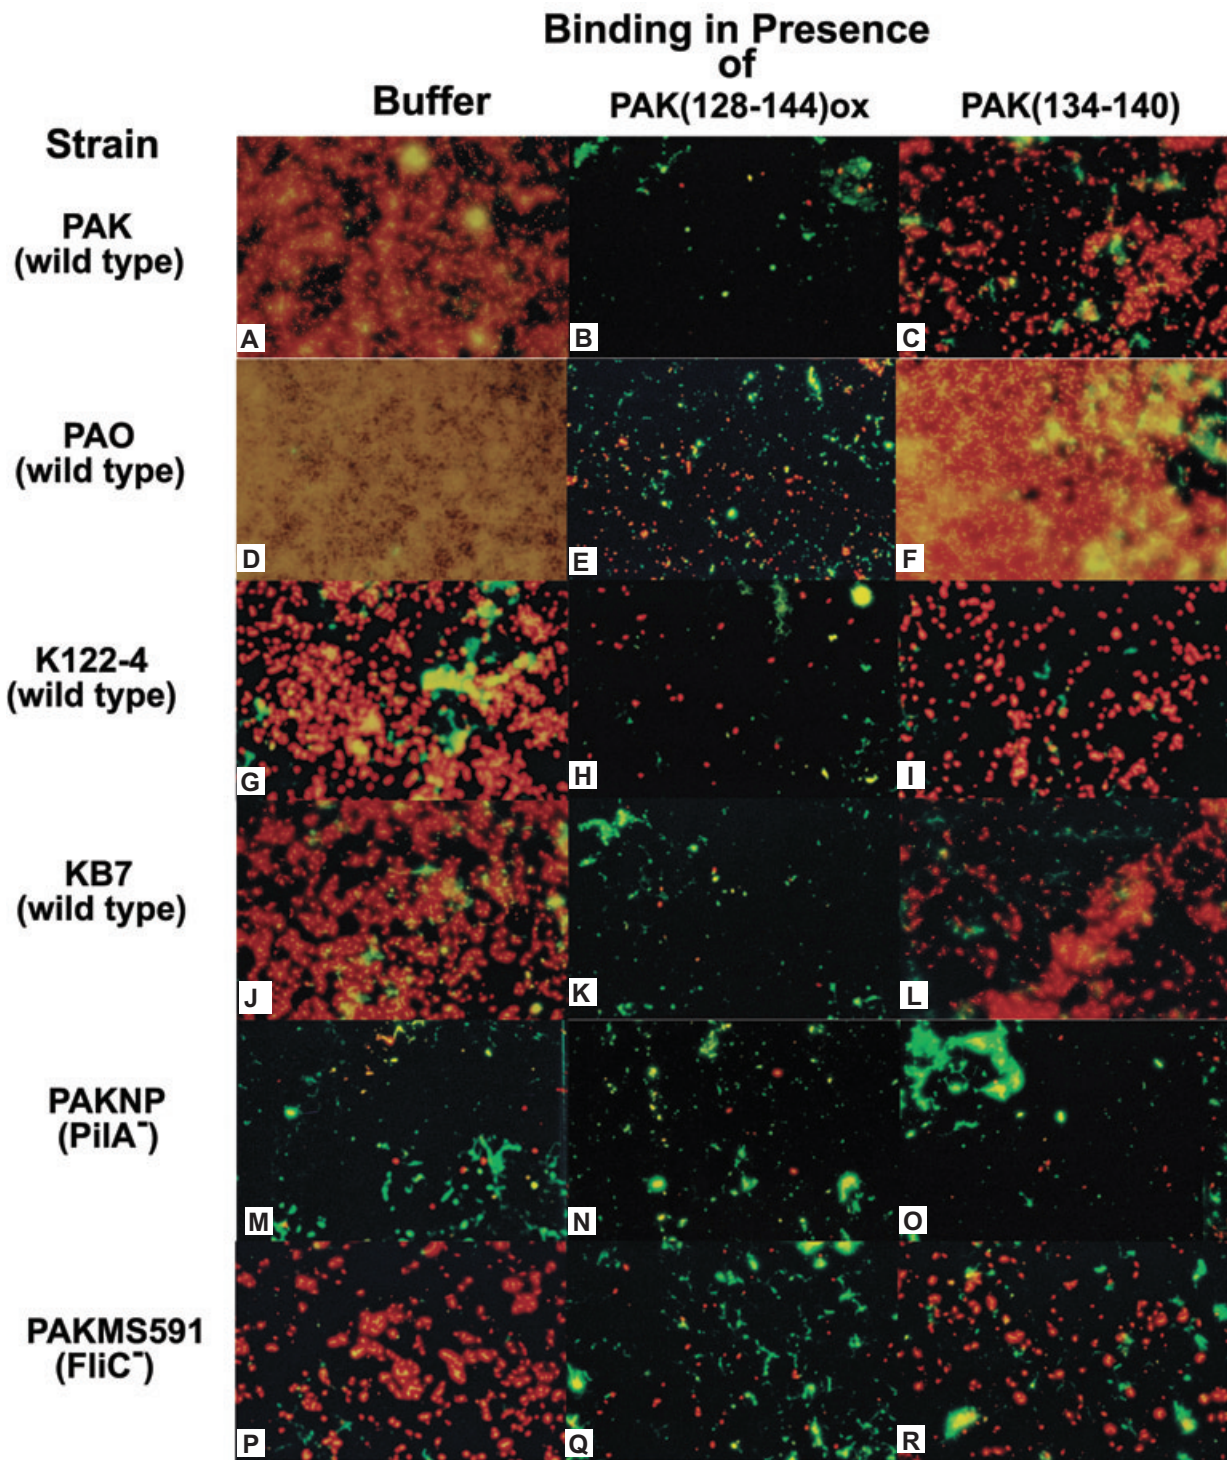 Binding in Presence
of
Buffer
PAK(128-144)ox
PAK(134-140)
Strain
PAK
(wild type)
A
B
C
PAO
(wild type)
D
E
F
K122-4
(wild type)
G
H
I
KB7
(wild type)
J
K
L
PAKNP
(PilA⁻)
M
N
O
PAKMS591
(FliC⁻)
P
Q
R